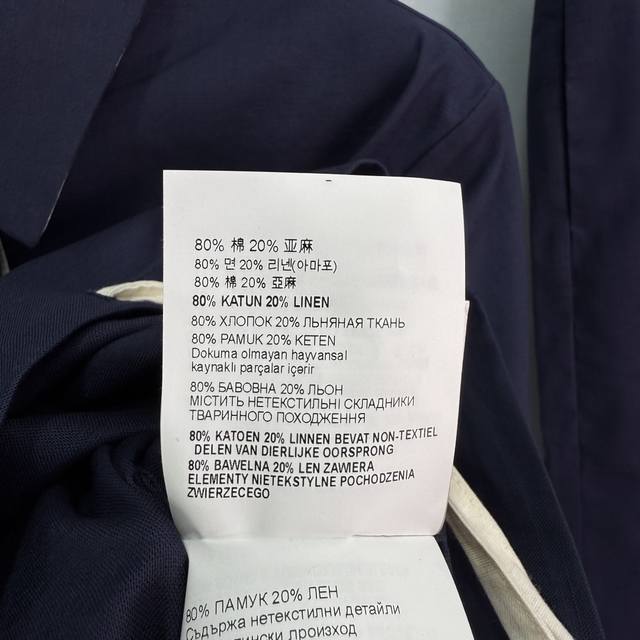 80% 棉 20% 亚麻
80% 면 20% 리넨(아마포)
80% 棉 20% 亞麻
80% KATUN 20% LINEN
80% ХЛОПОК 20% ЛЬНЯНАЯ ТКАНЬ
80% PAMUK 20% KETEN
Dokuma olmayan hayvansal
kaynaklı parçalar içerir
80% БАВОВНА 20% ЛЬОН
МІСТИТЬ НЕТЕКСТИЛЬНІ СКЛАДНИКИ
ТВАРИННОГО ПОХОДЖЕННЯ
80% KATOEN 20% LINNEN BEVAT NON-TEXTIEL
DELEN VAN DIERLIJKE OORSPRONG
80% BAWELNA 20% LEN ZAWIERA
ELEMENTY NIETEKSTYLNE POCHODZENIA
ZWIERZECEGO
80% ПАМУК 20% ЛЕН
Съдържа нетекстилни детайли
произход